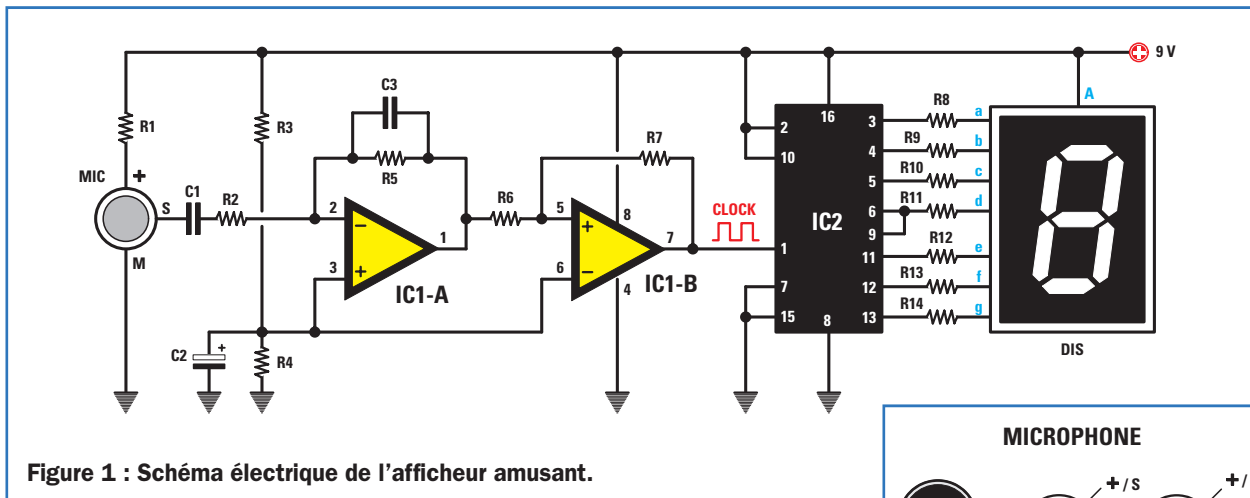 9 V
C3
R8
a
A
R1
R3
R5
R7
2
16
3
R9
b
4
10
R10
c
MIC
+
C1
R2
R6
5
R11
d
S
2
−
5
+
8
CLOCK
IC2
6
9
R12
e
1
7
1
11
M
3
+
6
−
R13
f
IC1-A
IC1-B
4
7
12
R14
g
15
8
13
C2
+
R4
DIS
MICROPHONE
+ / S
+ /
Figure 1 : Schéma électrique de l’afficheur amusant.